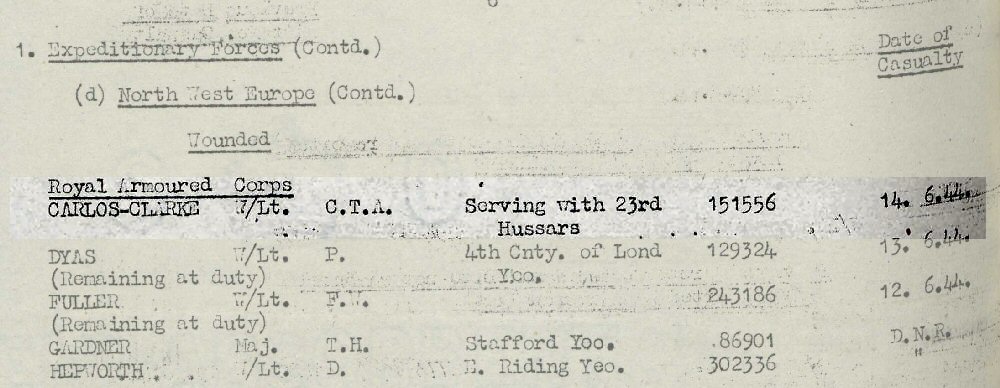 6
1. Expeditionary Forces (Contd.)
Date of
Casualty
(d) North West Europe (Contd.)
Wounded
Royal Armoured Corps
CARLOS-CLARKE W/Lt. C.T.A. Serving with 23rd 151556 14. 6.44.
Hussars
DYAS W/Lt. P. 4th Cnty. of Lond 129324 13. 6.44.
(Remaining at duty) Yeo.
FULLER W/Lt. F.W. 243186 12. 6.44.
(Remaining at duty)
GARDNER Maj. T.H. Stafford Yeo. 86901 D.N.R.
HEPWORTH W/Lt. D. E. Riding Yeo. 302336 "